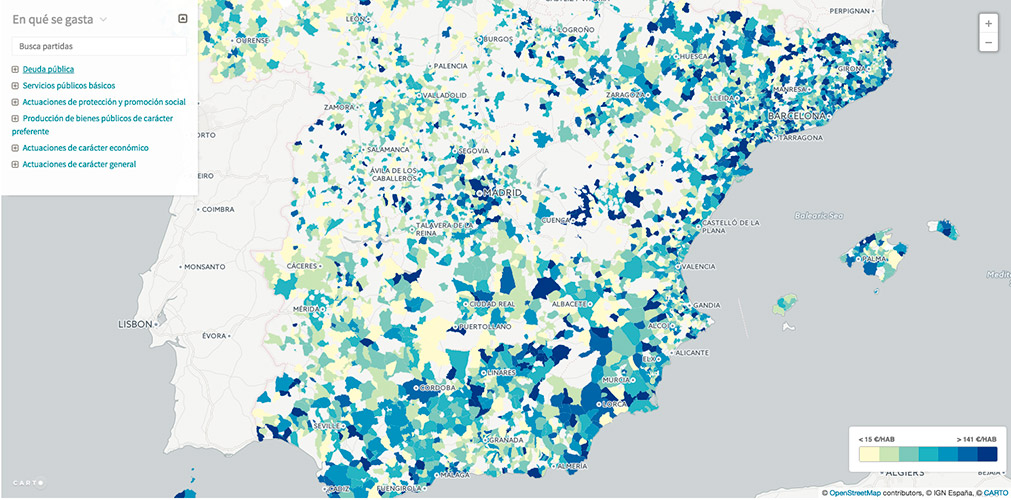 En qué se gasta
Busca partidas
Deuda pública
Servicios públicos básicos
Actuaciones de protección y promoción social
Producción de bienes públicos de carácter
preferente
Actuaciones de carácter económico
Actuaciones de carácter general
LEÓN
PERPIGNAN
OURENSE
BURGOS
LOGROÑO
HUESCA
GIRONA
PALENCIA
MANRESA
ZAMORA
VALLADOLID
ZARAGOZA
LLEIDA
BARCELONA
PORTO
TARRAGONA
SALAMANCA
SEGOVIA
ÁVILA DE LOS
CABALLEROS
MADRID
COIMBRA
TALAVERA DE LA
REINA
CUENCA
CASTELLÓ DE LA
PLANA
Balearic Sea
MONSANTO
CÁCERES
VALENCIA
PALMA
MÉRIDA
CIUDAD REAL
ALBACETE
GANDIA
LISBON
ÉVORA
PUERTOLLANO
ALCOI
ELX
ALICANTE
LINARES
CORDOBA
MURCIA
LORCA
SEVILLE
GRANADA
ALMERÍA
MÁLAGA
CÁDIZ
FUENGIROLA
< 15 €/HAB
> 141 €/HAB
ALGIERS
BEJAIA
CARTO
© OpenStreetMap contributors, © IGN España, © CARTO